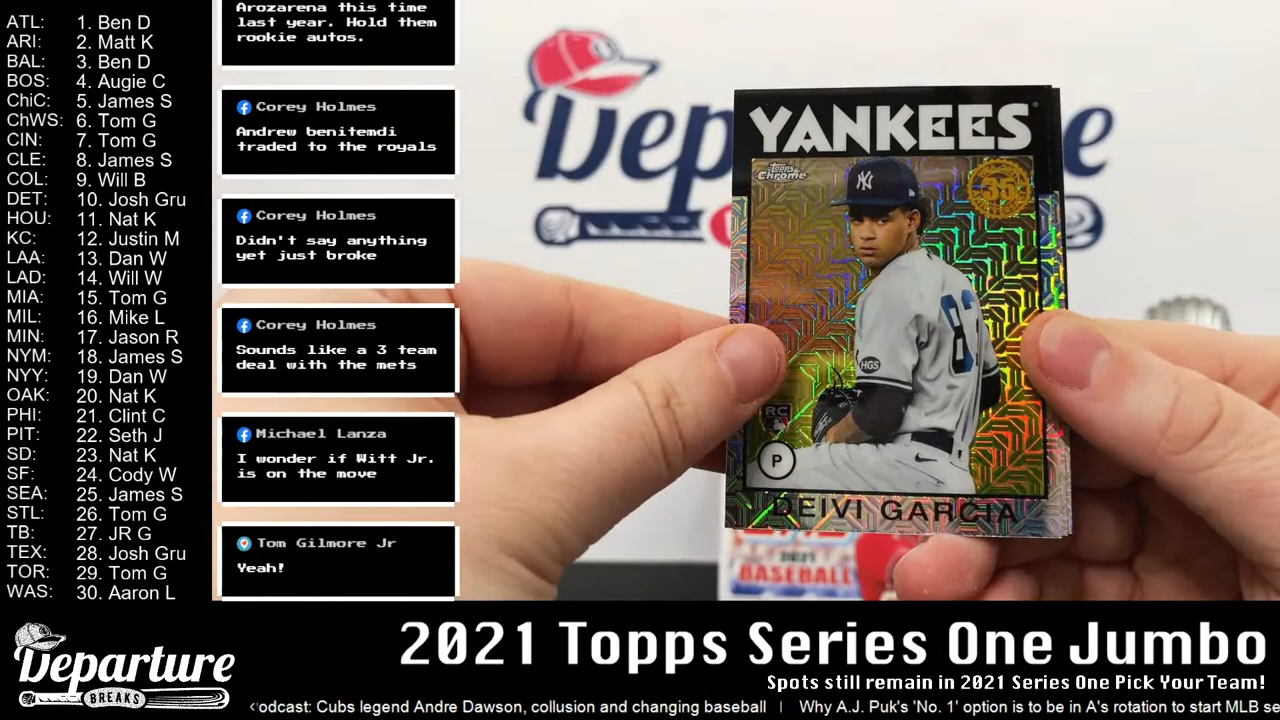 ATL: 1. Ben D
ARI: 2. Matt K
BAL: 3. Ben D
BOS: 4. Augie C
ChiC: 5. James S
ChWS: 6. Tom G
CIN: 7. Tom G
CLE: 8. James S
COL: 9. Will B
DET: 10. Josh Gru
HOU: 11. Nat K
KC: 12. Justin M
LAA: 13. Dan W
LAD: 14. Will W
MIA: 15. Tom G
MIL: 16. Mike L
MIN: 17. Jason R
NYM: 18. James S
NYY: 19. Dan W
OAK: 20. Nat K
PHI: 21. Clint C
PIT: 22. Seth J
SD: 23. Nat K
SF: 24. Cody W
SEA: 25. James S
STL: 26. Tom G
TB: 27. JR G
TEX: 28. Josh Gru
TOR: 29. Tom G
WAS: 30. Aaron L
Arozarena this time
last year. Hold them
rookie autos.
Corey Holmes
Andrew benitemdi
traded to the royals
Corey Holmes
Didn't say anything
yet just broke
Corey Holmes
Sounds like a 3 team
deal with the mets
Michael Lanza
I wonder if Witt Jr.
is on the move
Tom Gilmore Jr
Yeah!
Dep re
YANKEES
Topps
Chrome
35
NY
87
HGS
RC
P
DEIVI GARCIA
2021
BASEBALL
Departure
BREAKS
2021 Topps Series One Jumbo
Spots still remain in 2021 Series One Pick Your Team!
odcast: Cubs legend Andre Dawson, collusion and changing baseball | Why A.J. Puk's 'No. 1' option is to be in A's rotation to start MLB se